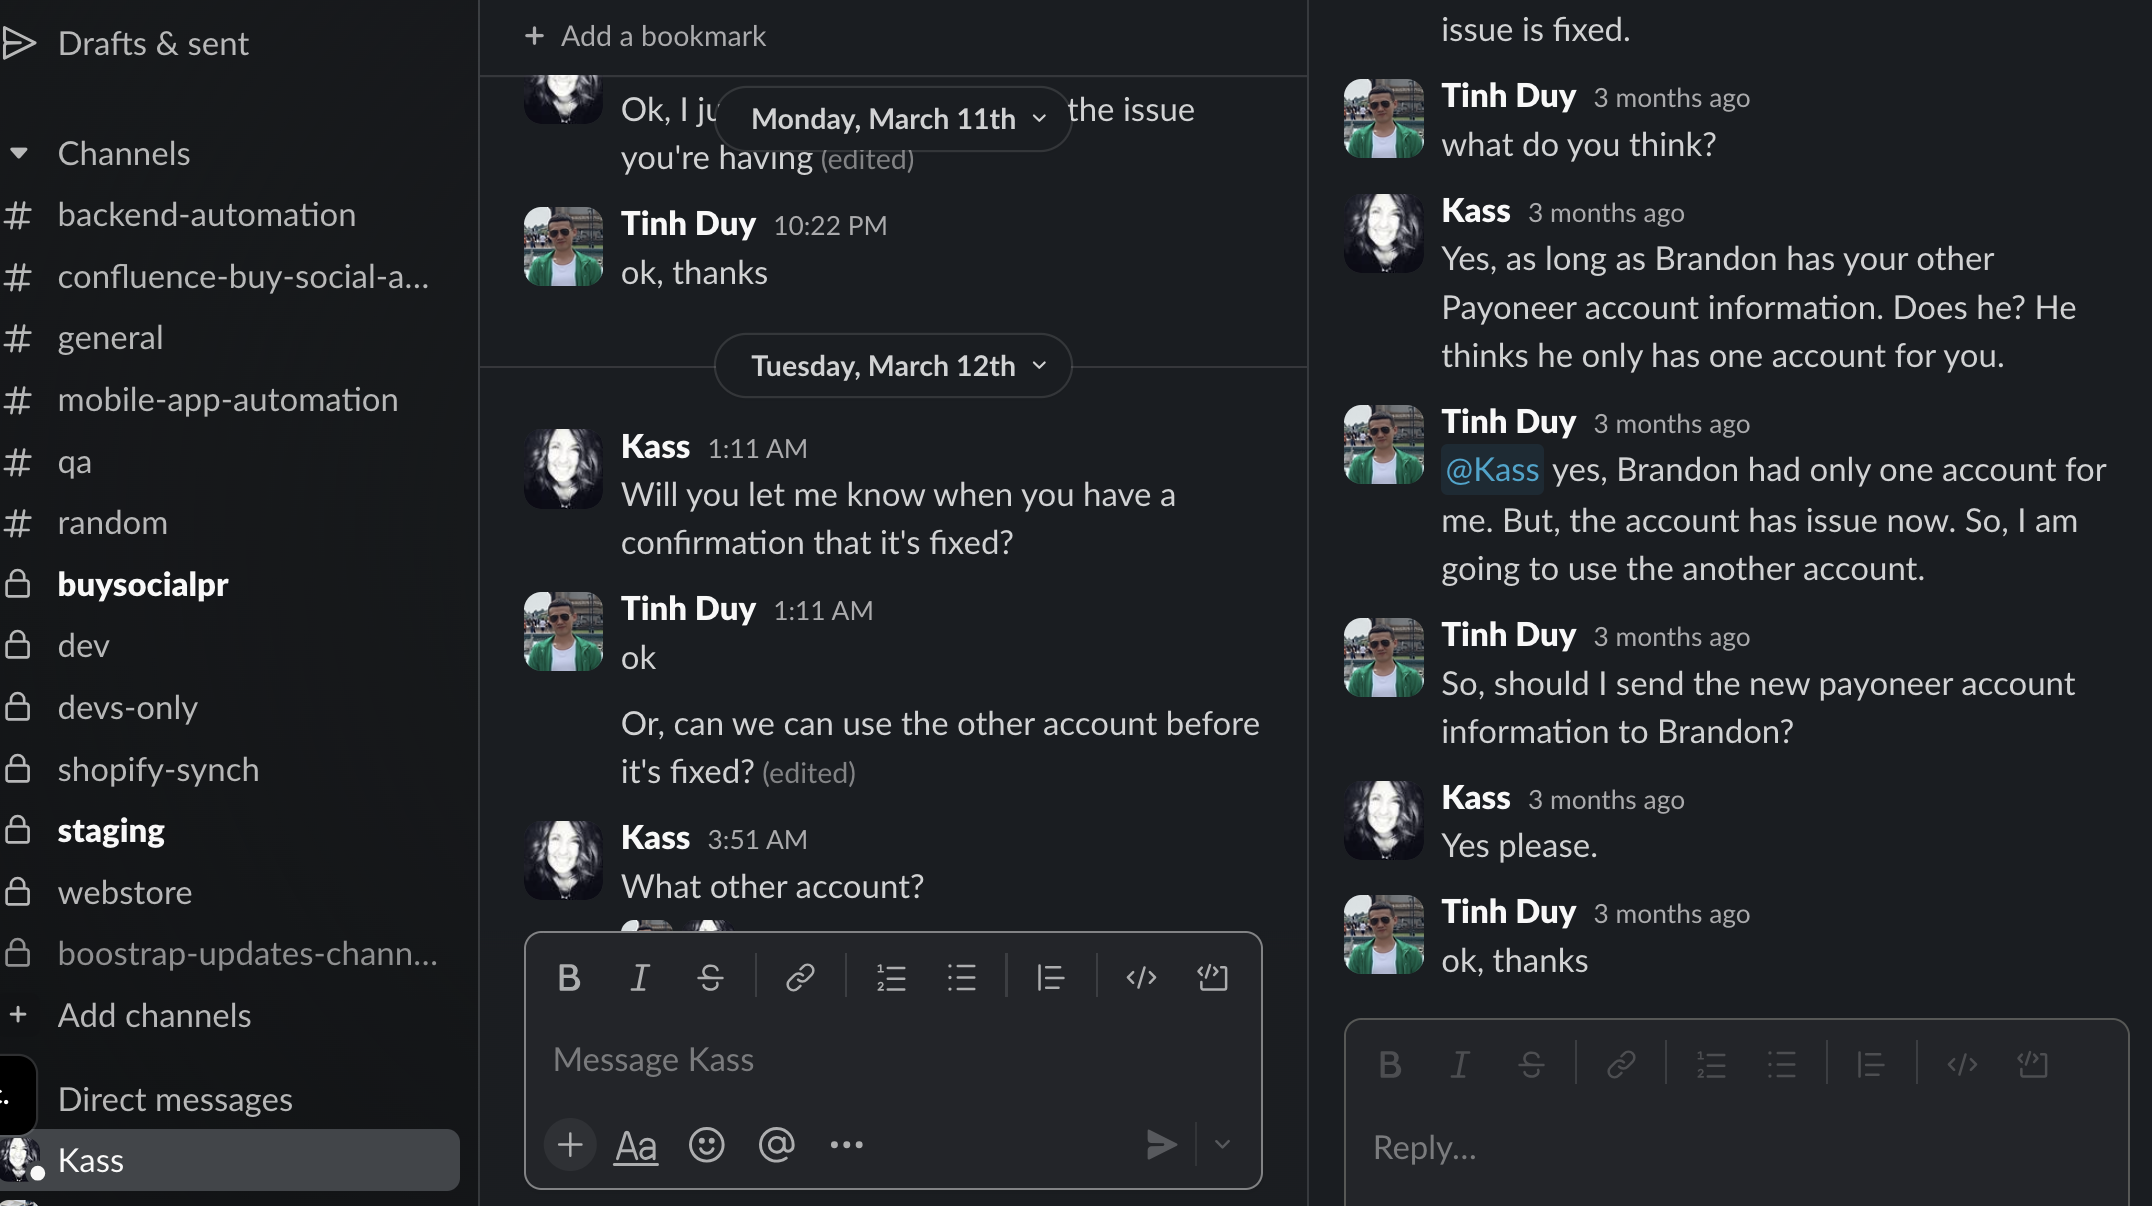 Drafts & sent
Channels
backend-automation
confluence-buy-social-a...
general
mobile-app-automation
qa
random
buysocialpr
dev
devs-only
shopify-synch
staging
webstore
boostrap-updates-chann...
Add channels
Direct messages
Kass
Add a bookmark
Monday, March 11th
Ok, I ju the issue
you're having (edited)
Tinh Duy 10:22 PM
ok, thanks
Tuesday, March 12th
Kass 1:11 AM
Will you let me know when you have a
confirmation that it's fixed?
Tinh Duy 1:11 AM
ok
Or, can we can use the other account before
it's fixed? (edited)
Kass 3:51 AM
What other account?
Message Kass
Aa
issue is fixed.
Tinh Duy 3 months ago
what do you think?
Kass 3 months ago
Yes, as long as Brandon has your other
Payoneer account information. Does he? He
thinks he only has one account for you.
Tinh Duy 3 months ago
@Kass yes, Brandon had only one account for
me. But, the account has issue now. So, I am
going to use the another account.
Tinh Duy 3 months ago
So, should I send the new payoneer account
information to Brandon?
Kass 3 months ago
Yes please.
Tinh Duy 3 months ago
ok, thanks
Reply...